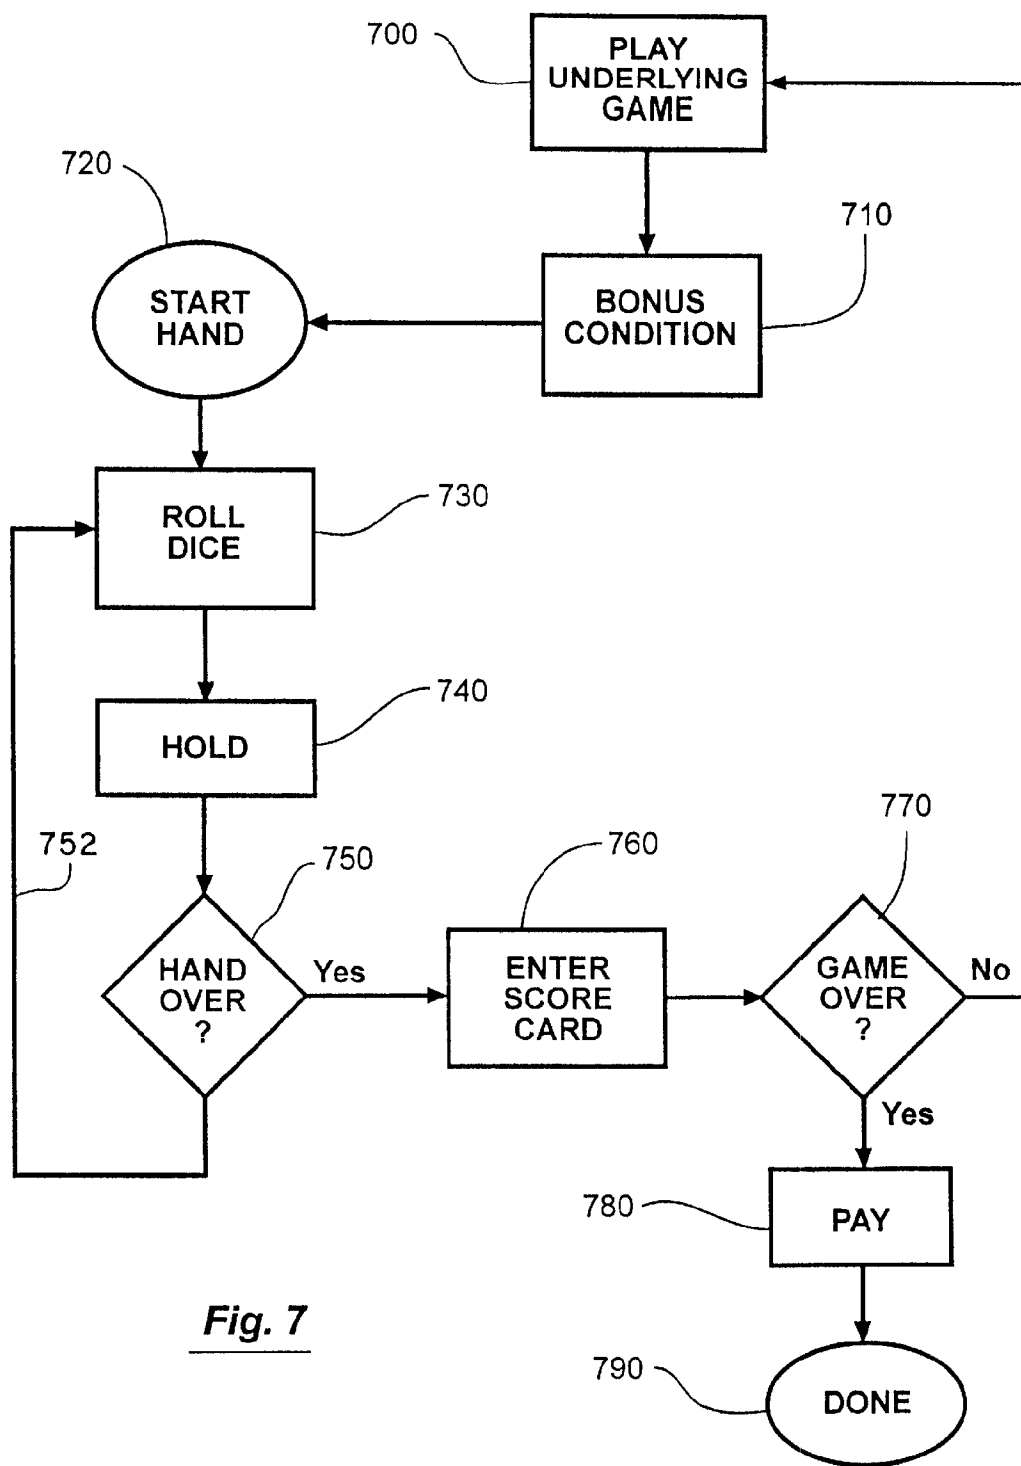 700
PLAY
UNDERLYING
GAME
720
710
START
HAND
BONUS
CONDITION
ROLL
DICE
730
740
HOLD
752
750
760
770
HAND
OVER
?
Yes
ENTER
SCORE
CARD
GAME
OVER
?
No
Yes
780
PAY
Fig. 7
790
DONE